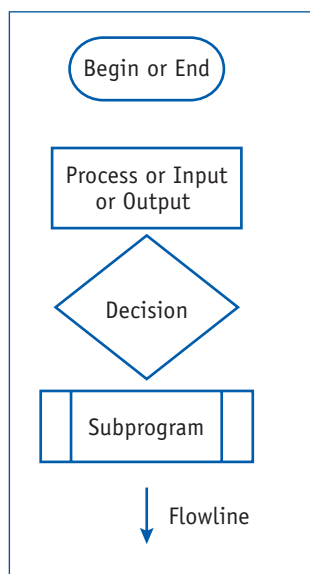 Begin or End
Process or Input
or Output
Decision
Subprogram
Flowline